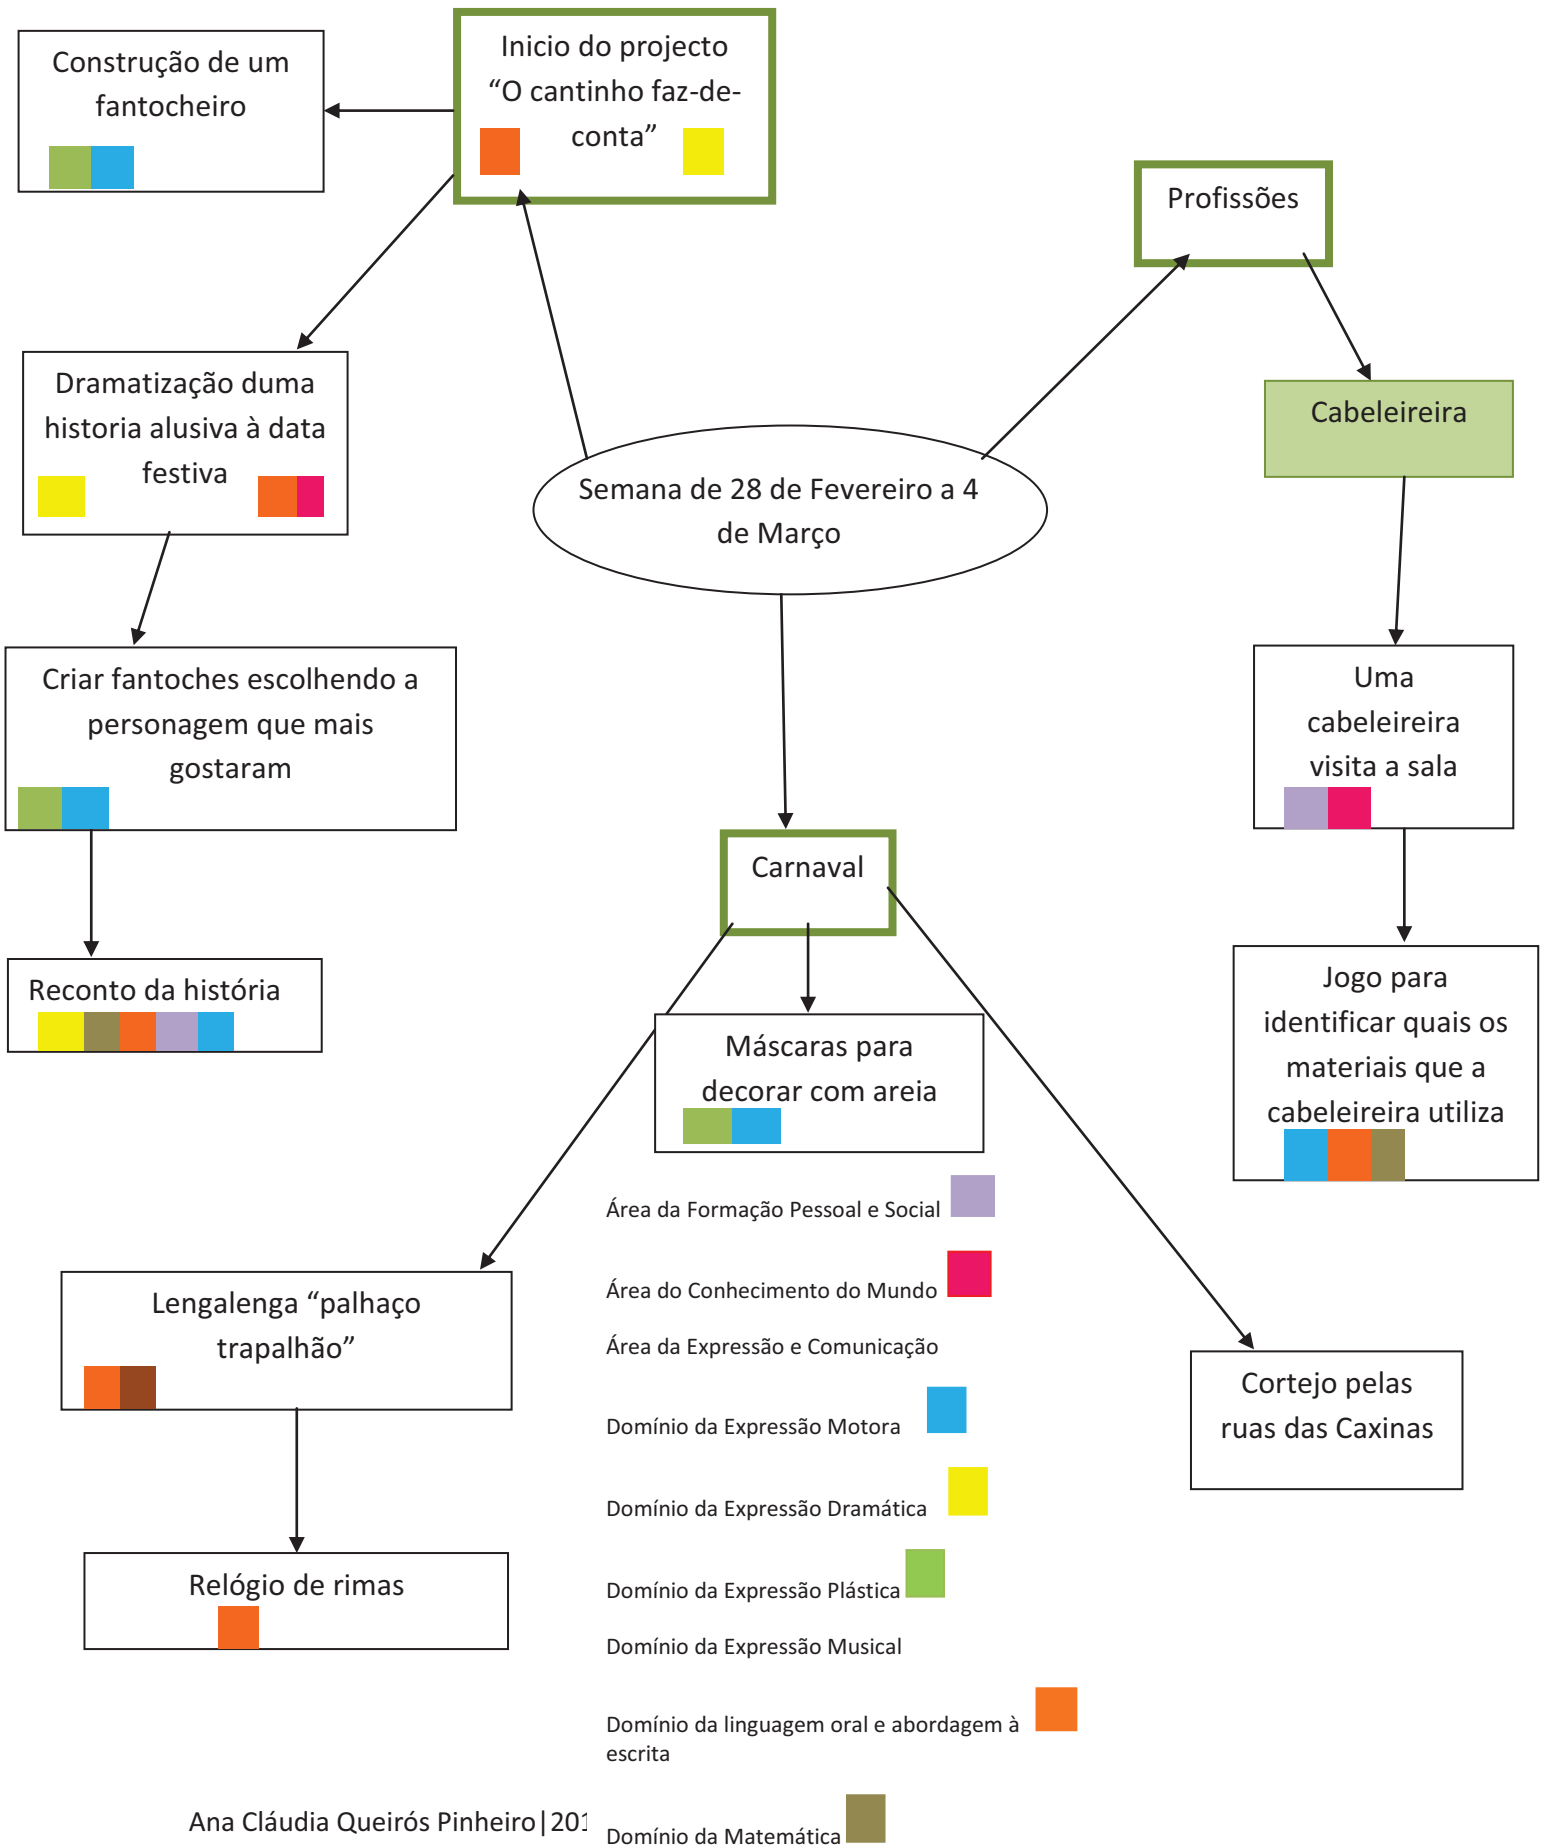 Construção de um
fantocheiro
Inicio do projecto
“O cantinho faz-de-
conta”
Profissões
Dramatização duma
historia alusiva à data
festiva
Cabeleireira
Semana de 28 de Fevereiro a 4
de Março
Criar fantoches escolhendo a
personagem que mais
gostaram
Uma
cabeleireira
visita a sala
Carnaval
Reconto da história
Máscaras para
decorar com areia
Jogo para
identificar quais os
materiais que a
cabeleireira utiliza
Área da Formação Pessoal e Social
Área do Conhecimento do Mundo
Área da Expressão e Comunicação
Domínio da Expressão Motora
Domínio da Expressão Dramática
Domínio da Expressão Plástica
Domínio da Expressão Musical
Domínio da linguagem oral e abordagem à
escrita
Domínio da Matemática
Lengalenga “palhaço
trapalhão”
Cortejo pelas
ruas das Caxinas
Relógio de rimas
Ana Cláudia Queirós Pinheiro|201